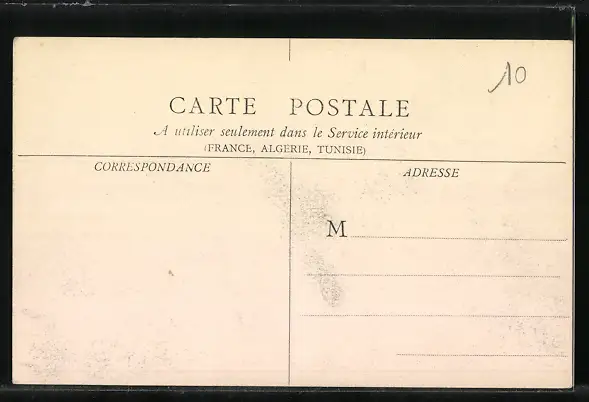 10
CARTE POSTALE
A utiliser seulement dans le Service intérieur
(FRANCE, ALGERIE, TUNISIE)
CORRESPONDANCE
ADRESSE
M